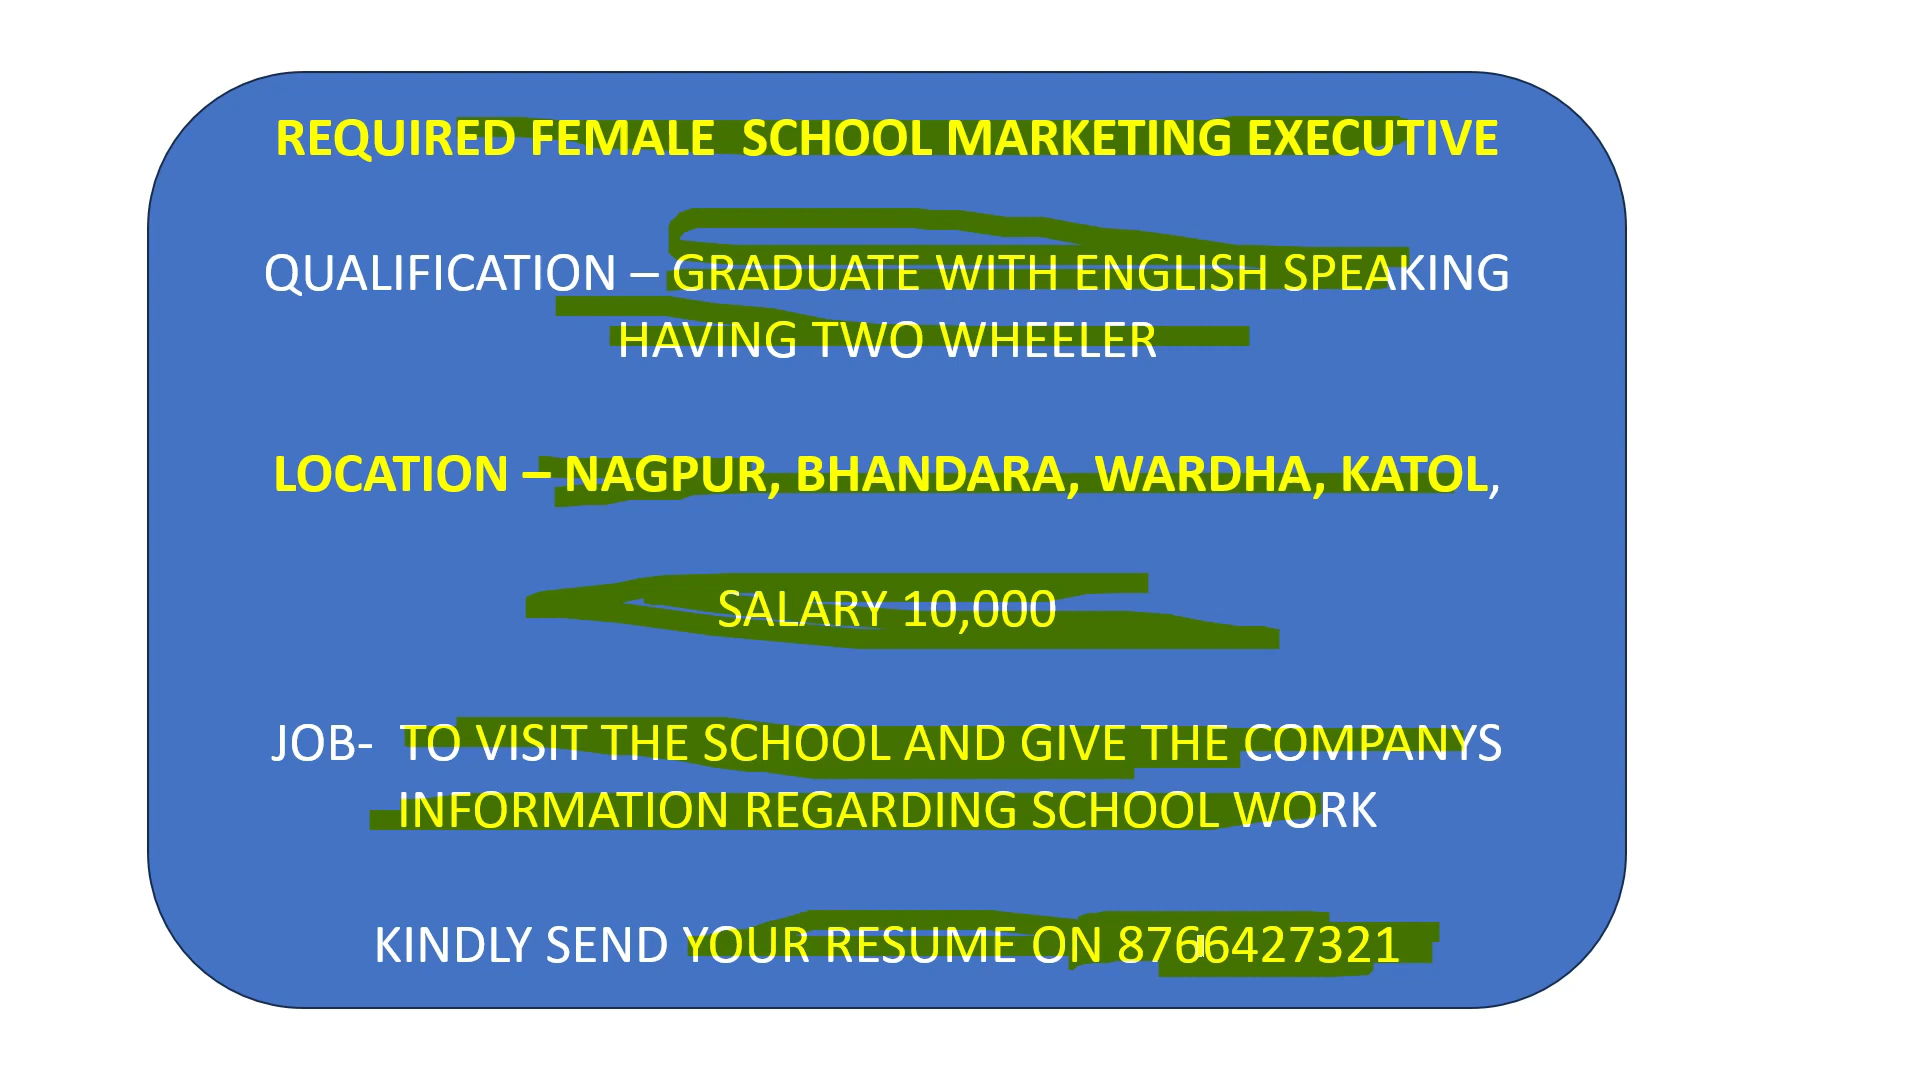 REQUIRED FEMALE  SCHOOL MARKETING EXECUTIVE
QUALIFICATION – GRADUATE WITH ENGLISH SPEAKING
HAVING TWO WHEELER
LOCATION – NAGPUR, BHANDARA, WARDHA, KATOL,
SALARY 10,000
JOB-  TO VISIT THE SCHOOL AND GIVE THE COMPANYS
INFORMATION REGARDING SCHOOL WORK
KINDLY SEND YOUR RESUME ON 8766427321